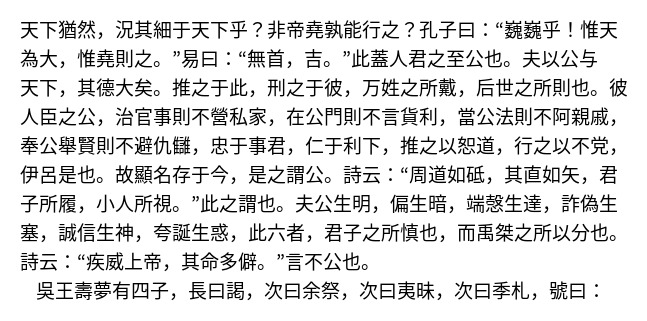 天下猶然，況其細于天下乎？非帝堯孰能行之？孔子曰：“巍巍乎！惟天
為大，惟堯則之。”易曰：“無首，吉。”此蓋人君之至公也。夫以公与
天下，其德大矣。推之于此，刑之于彼，万姓之所戴，后世之所則也。彼
人臣之公，治官事則不營私家，在公門則不言貨利，當公法則不阿親戚，
奉公舉賢則不避仇讎，忠于事君，仁于利下，推之以恕道，行之以不党，
伊呂是也。故顯名存于今，是之謂公。詩云：“周道如砥，其直如矢，君
子所履，小人所視。”此之謂也。夫公生明，偏生暗，端愨生達，詐偽生
塞，誠信生神，夸誕生惑，此六者，君子之所慎也，而禹桀之所以分也。
詩云：“疾威上帝，其命多僻。”言不公也。
吳王壽夢有四子，長曰謁，次曰余祭，次曰夷昧，次曰季札，號曰：